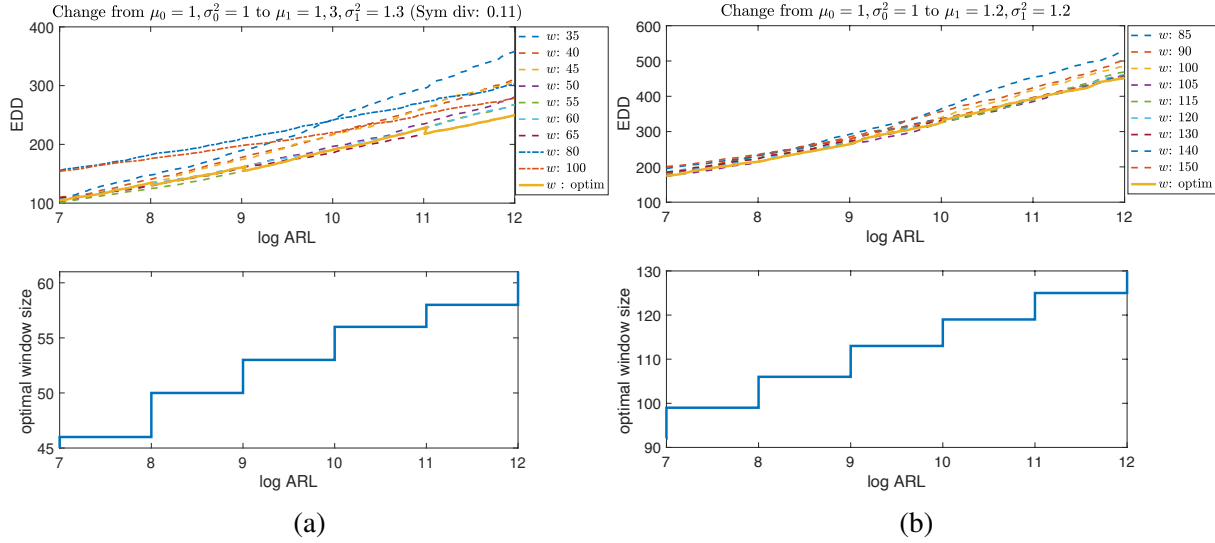 Change from μ₀ = 1, σ₀² = 1 to μ₁ = 1, 3, σ₁² = 1.3 (Sym div: 0.11)
400
300
200
100
EDD
7 8 9 10 11 12
log ARL
w: 35
w: 40
w: 45
w: 50
w: 55
w: 60
w: 65
w: 80
w: 100
w : optim
60
55
50
45
optimal window size
7 8 9 10 11 12
log ARL
(a)
Change from μ₀ = 1, σ₀² = 1 to μ₁ = 1.2, σ₁² = 1.2
600
500
400
300
200
100
EDD
7 8 9 10 11 12
log ARL
w: 85
w: 90
w: 100
w: 105
w: 115
w: 120
w: 130
w: 140
w: 150
w : optim
130
120
110
100
90
optimal window size
7 8 9 10 11 12
log ARL
(b)